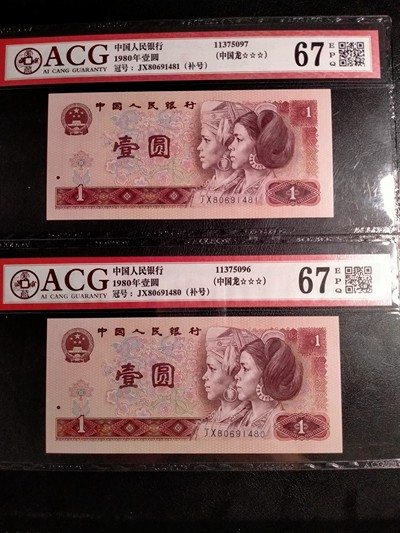 ACG
AI CANG GUARANTY
中国人民银行
1980年壹圆
冠号：JX80691481（补号）
11375097
（中国龙☆☆☆）
67
EPQ
中国人民银行
壹圆
1
JX80691481
1
1
ACG
AI CANG GUARANTY
中国人民银行
1980年壹圆
冠号：JX80691480（补号）
11375096
（中国龙☆☆☆）
67
EPQ
中国人民银行
壹圆
1
JX80691480
1
1